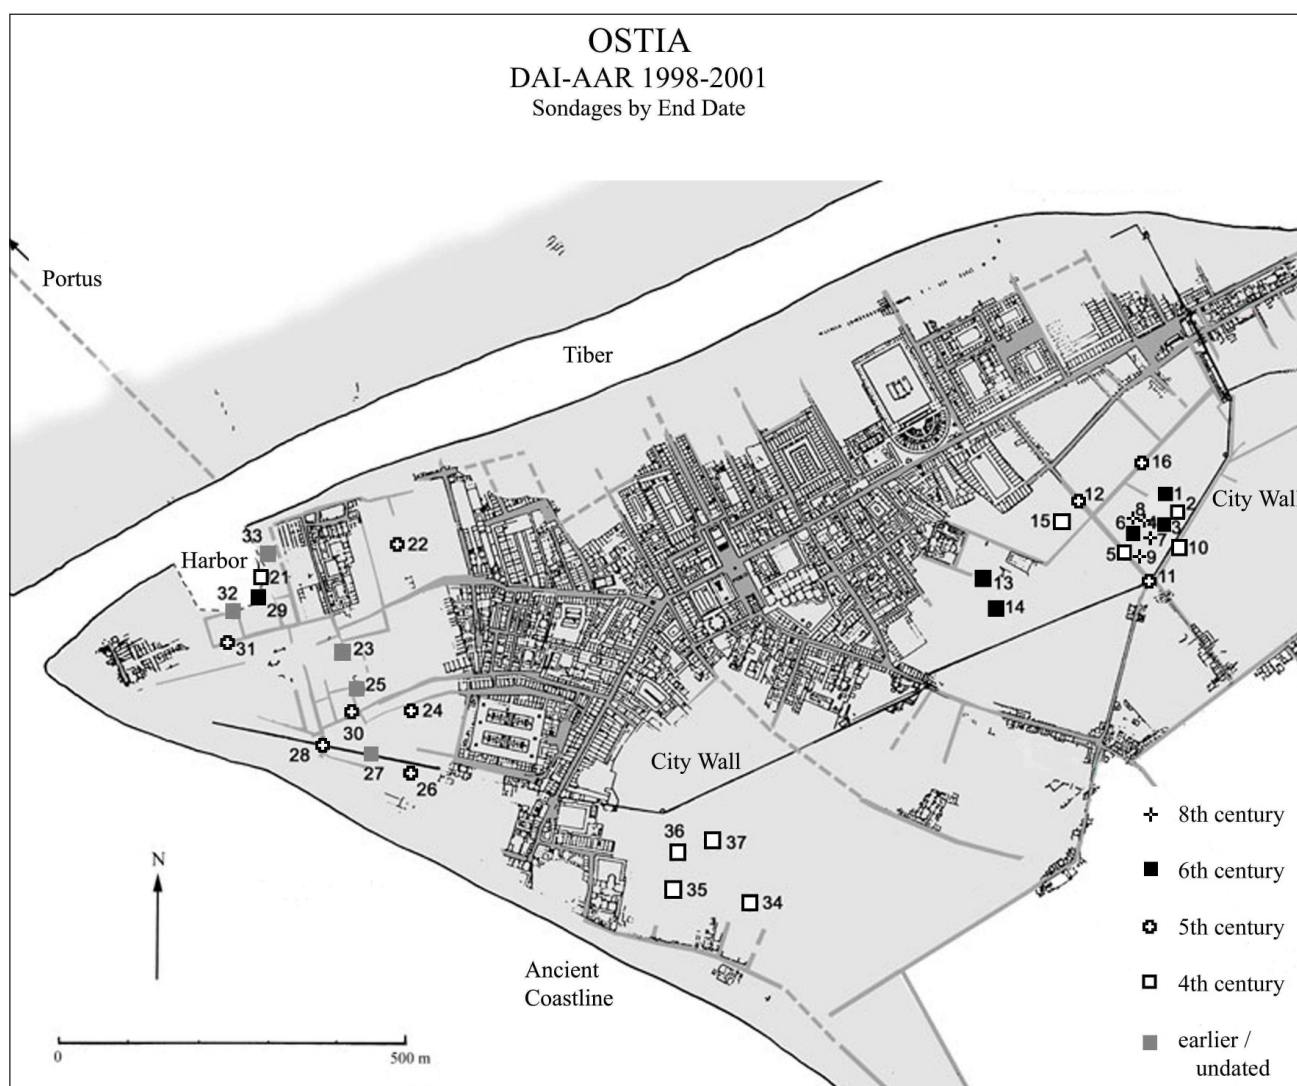 OSTIA
DAI-AAR 1998-2001
Sondages by End Date
Portus
Tiber
16
12
1
City Wall
2
15
8
4
6
3
7
5
9
10
11
22
33
Harbor
21
13
32
29
14
31
23
25
24
30
28
27
26
City Wall
36
37
35
34
8th century
6th century
N
5th century
Ancient
Coastline
4th century
0
500 m
earlier /
undated